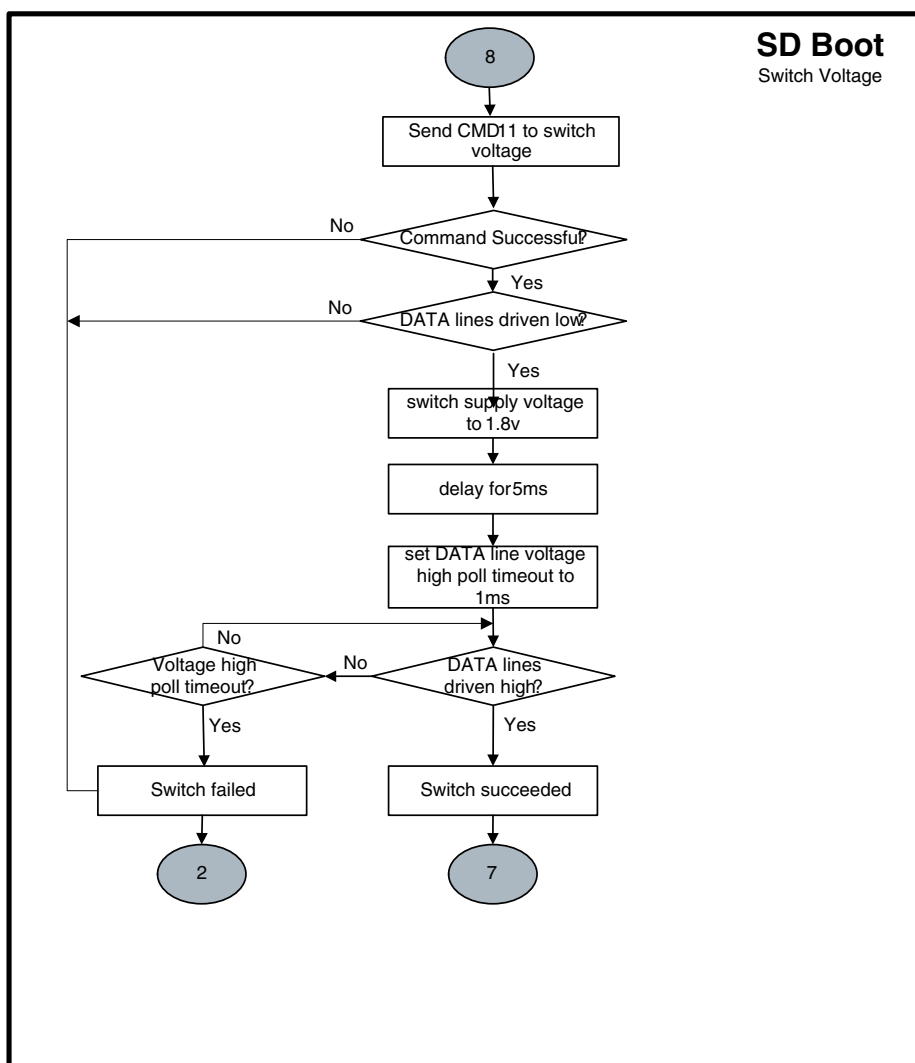 SD Boot
Switch Voltage
8
Send CMD11 to switch
voltage
No
Command Successful?
Yes
No
DATA lines driven low?
Yes
switch supply voltage
to 1.8v
delay for5ms
set DATA line voltage
high poll timeout to
1ms
No
Voltage high
poll timeout?
No
DATA lines
driven high?
Yes
Yes
Switch failed
Switch succeeded
2
7